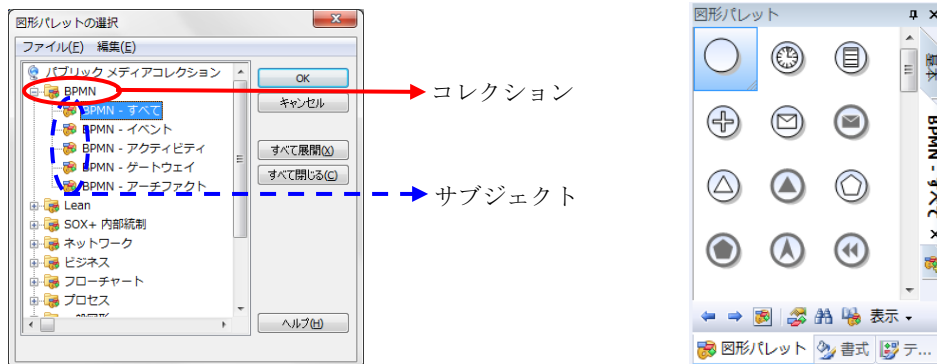 図形パレットの選択
ファイル(F) 編集(E)
パブリック メディアコレクション
BPMN
BPMN - すべて
BPMN - イベント
BPMN - アクティビティ
BPMN - ゲートウェイ
BPMN - アーチファクト
Lean
SOX+ 内部統制
ネットワーク
ビジネス
フローチャート
プロセス
OK
キャンセル
すべて展開(X)
すべて閉じる(C)
ヘルプ(H)
コレクション
サブジェクト
図形パレット
基本
BPMN - すべて
表示
図形パレット 書式 テ...